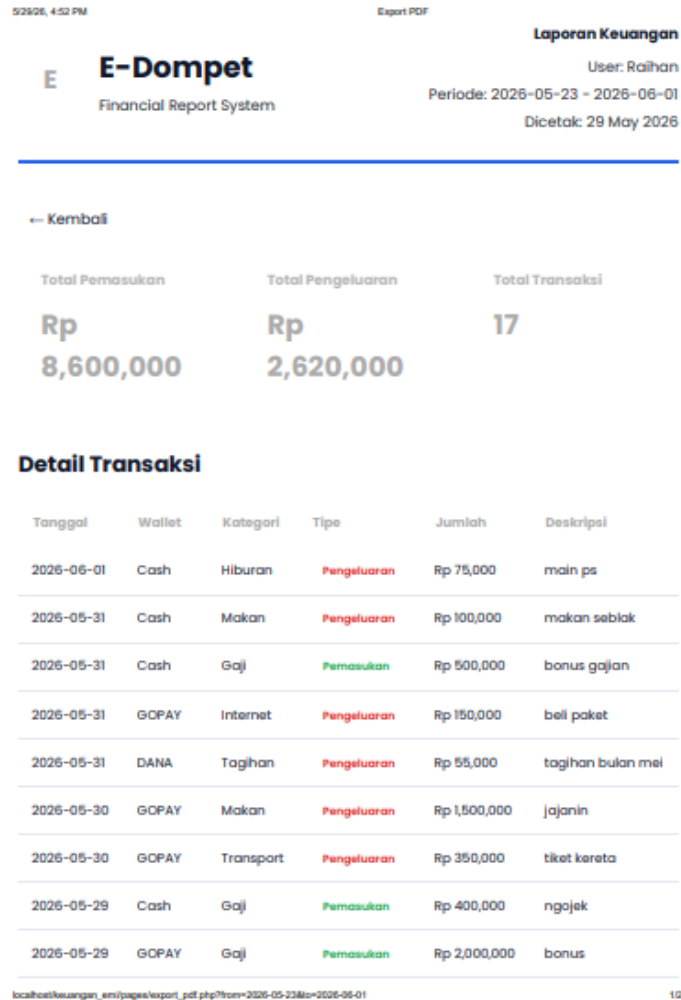 5/29/26, 4:52 PM Export PDF
Laporan Keuangan
E E-Dompet
Financial Report System
User: Raihan
Periode: 2026-05-23 - 2026-06-01
Dicetak: 29 May 2026
← Kembali
Total Pemasukan Total Pengeluaran Total Transaksi
Rp Rp 17
8,600,000 2,620,000
Detail Transaksi
Tanggal Wallet Kategori Tipe Jumlah Deskripsi
2026-06-01 Cash Hiburan Pengeluaran Rp 75,000 main ps
2026-05-31 Cash Makan Pengeluaran Rp 100,000 makan seblak
2026-05-31 Cash Gaji Pemasukan Rp 500,000 bonus gajian
2026-05-31 GOPAY Internet Pengeluaran Rp 150,000 beli paket
2026-05-31 DANA Tagihan Pengeluaran Rp 55,000 tagihan bulan mei
2026-05-30 GOPAY Makan Pengeluaran Rp 1,500,000 jajanin
2026-05-30 GOPAY Transport Pengeluaran Rp 350,000 tiket kereta
2026-05-29 Cash Gaji Pemasukan Rp 400,000 ngojek
2026-05-29 GOPAY Gaji Pemasukan Rp 2,000,000 bonus
localhost/keuangan_emi/pages/export_pdf.php?from=2026-05-23&to=2026-06-01 1/2